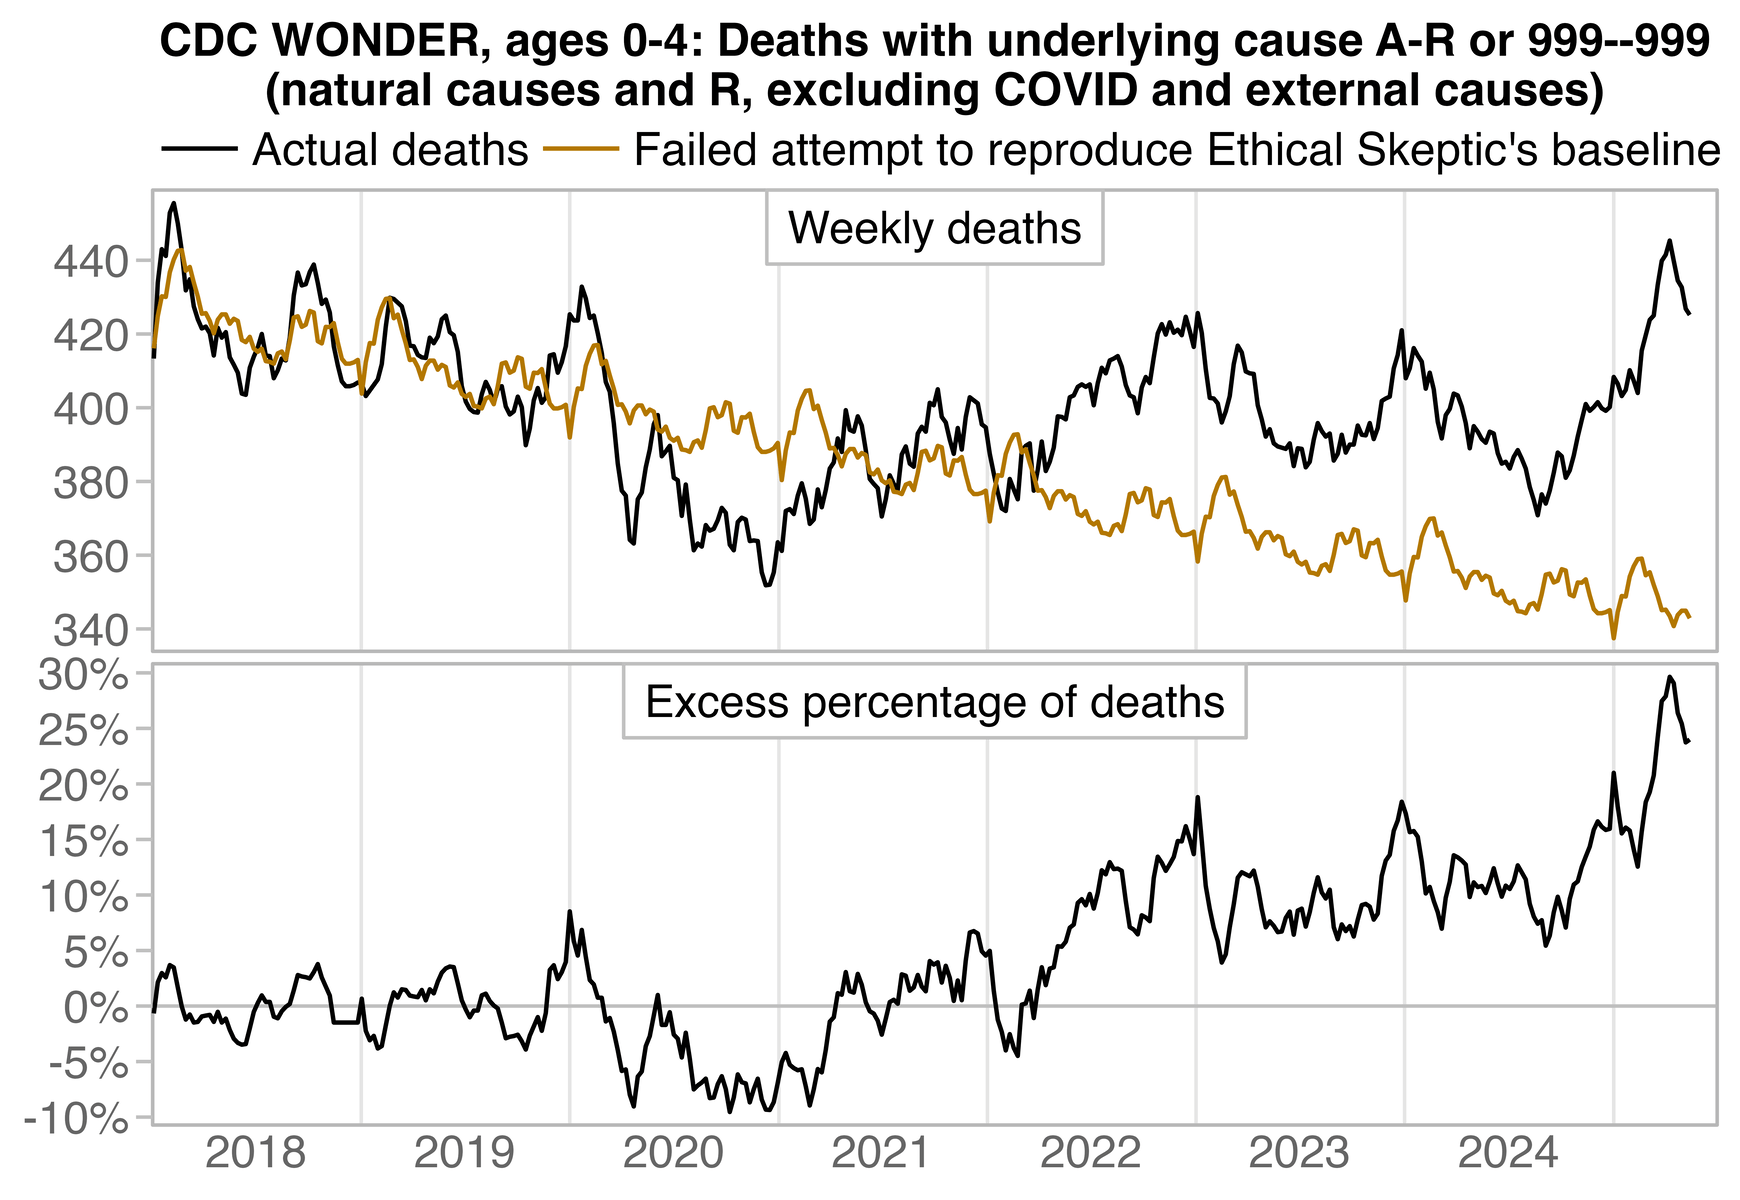 CDC WONDER, ages 0-4: Deaths with underlying cause A-R or 999--999
(natural causes and R, excluding COVID and external causes)
Actual deaths Failed attempt to reproduce Ethical Skeptic's baseline
Weekly deaths
440
420
400
380
360
340
Excess percentage of deaths
30%
25%
20%
15%
10%
5%
0%
-5%
-10%
2018 2019 2020 2021 2022 2023 2024